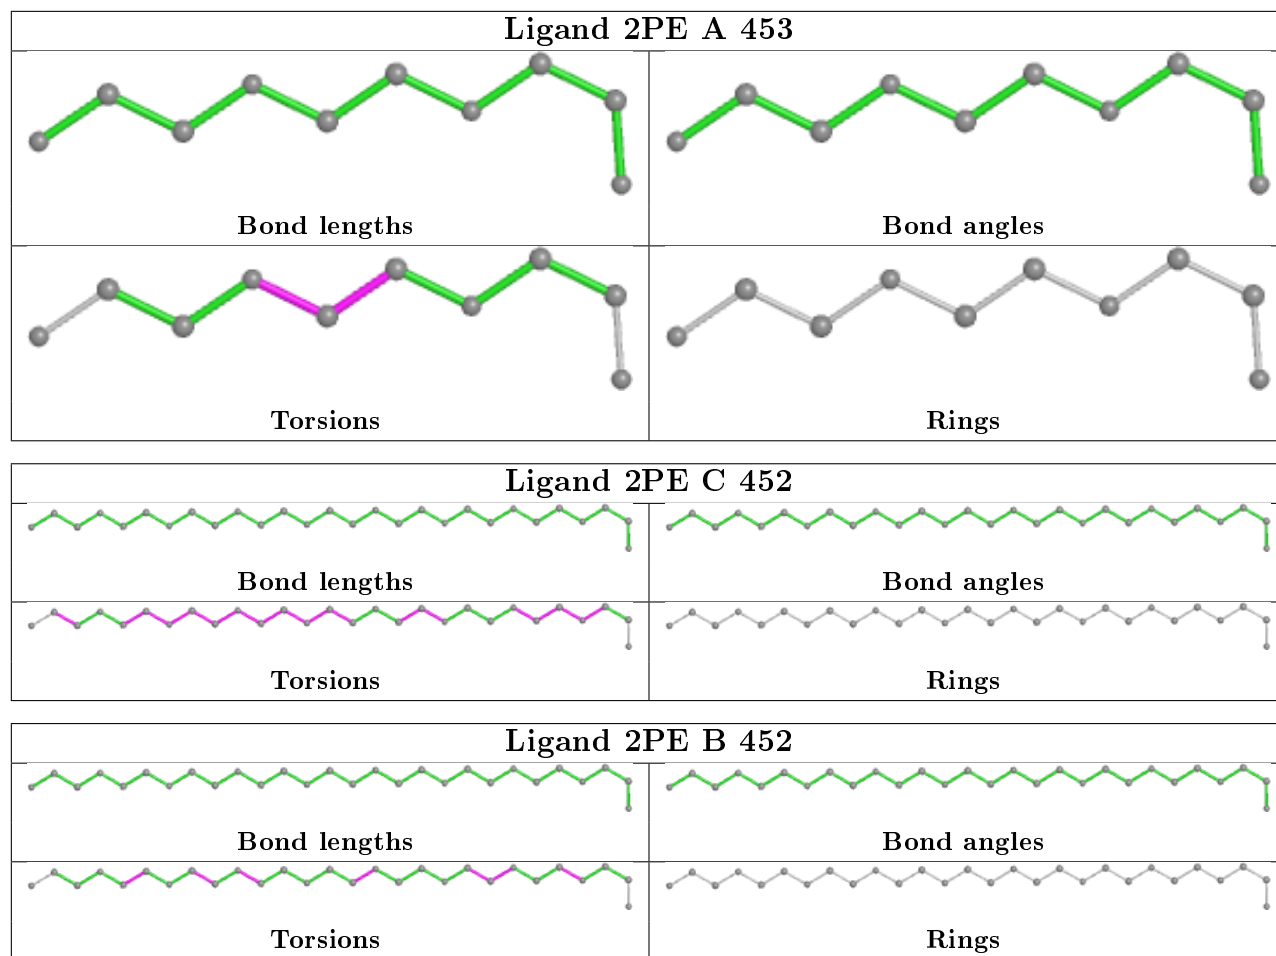 Ligand 2PE A 453
Bond lengths
Bond angles
Torsions
Rings
Ligand 2PE C 452
Bond lengths
Bond angles
Torsions
Rings
Ligand 2PE B 452
Bond lengths
Bond angles
Torsions
Rings